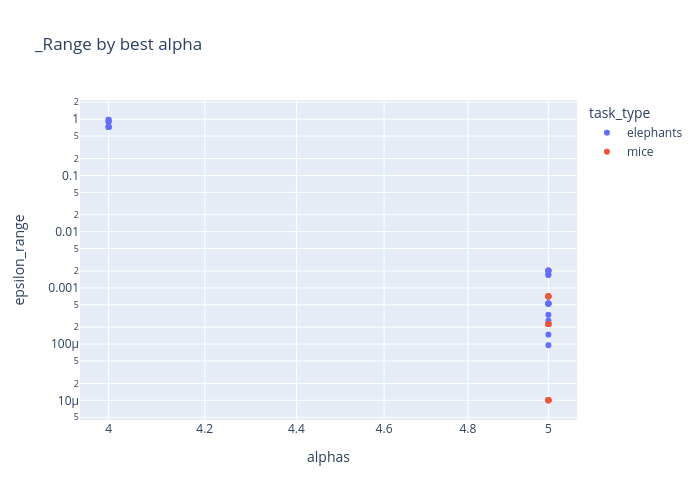 _Range by best alpha
task_type
elephants
mice
epsilon_range
2
1
5
2
0.1
5
2
0.01
5
2
0.001
5
2
100μ
5
2
10μ
5
4
4.2
4.4
4.6
4.8
5
alphas